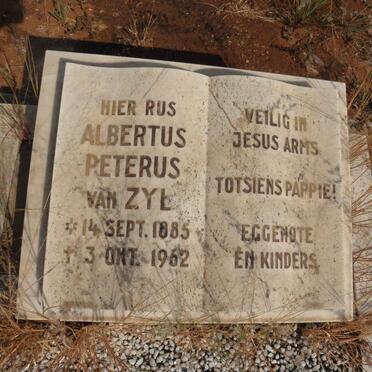 HIER RUS
ALBERTUS
PETERUS
VAN ZYL
* 14 SEPT. 1885
† 3 OKT. 1962
VEILIG IN
JESUS ARMS
TOTSIENS PAPPIE!
EGGENOTE
EN KINDERS